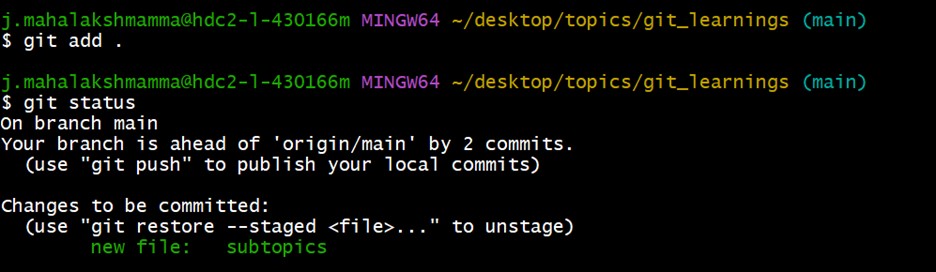 j.mahalakshmamma@hdc2-l-430166m MINGW64 ~/desktop/topics/git_learnings (main)
$ git add .
j.mahalakshmamma@hdc2-l-430166m MINGW64 ~/desktop/topics/git_learnings (main)
$ git status
On branch main
Your branch is ahead of 'origin/main' by 2 commits.
  (use "git push" to publish your local commits)
Changes to be committed:
  (use "git restore --staged <file>..." to unstage)
        new file:   subtopics